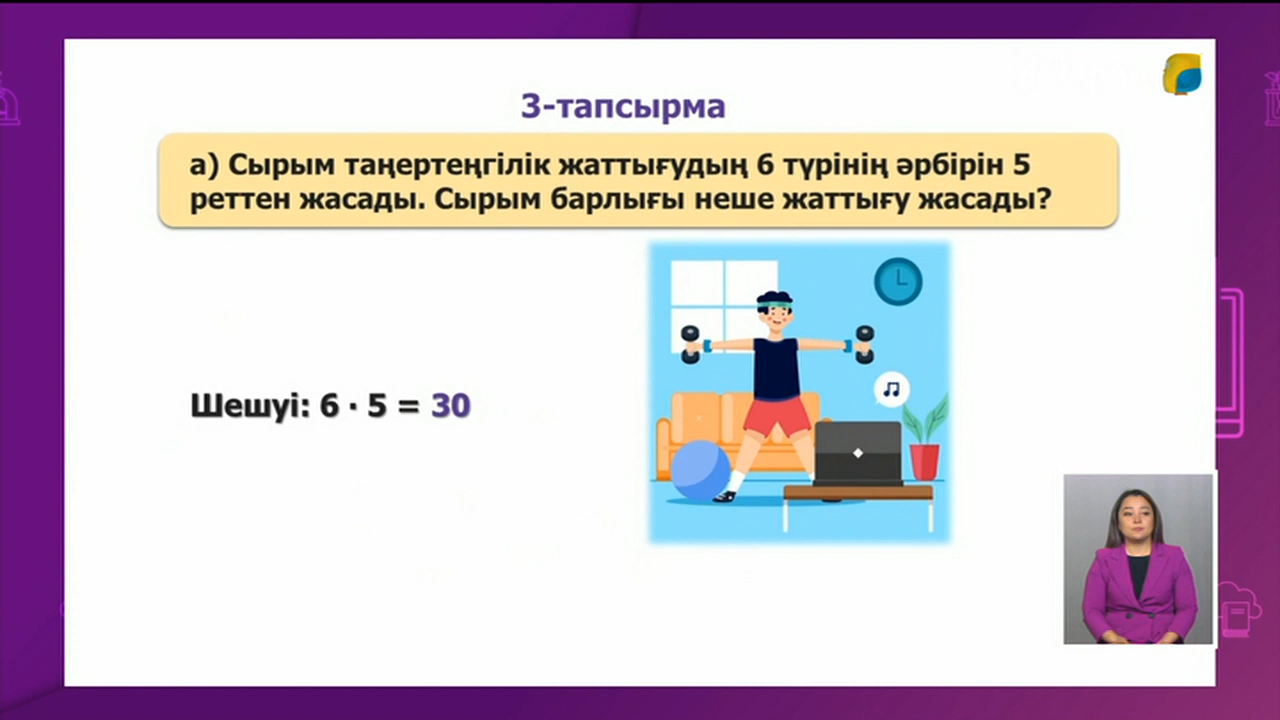 3-тапсырма
а) Сырым таңертеңгілік жаттығудың 6 түрінің әрбірін 5
реттен жасады. Сырым барлығы неше жаттығу жасады?
Шешуі: 6 · 5 = 30